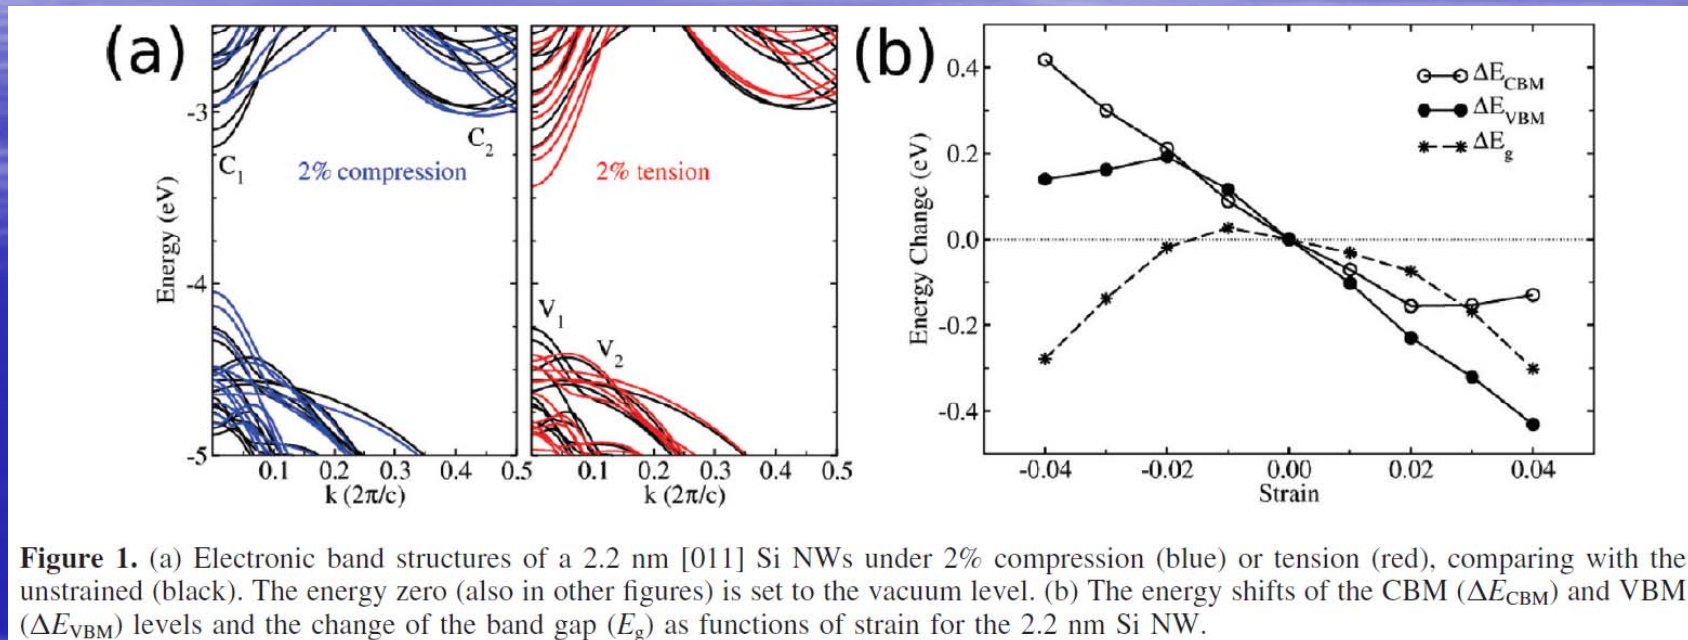 (a)
-3
-4
-5
Energy (eV)
C1
C2
2% compression
0.1 0.2 0.3 0.4 0.5
k (2π/c)
2% tension
V1
V2
0.1 0.2 0.3 0.4 0.5
k (2π/c)
(b)
0.4
0.2
0.0
-0.2
-0.4
Energy Change (eV)
ΔE_CBM
ΔE_VBM
ΔE_g
-0.04 -0.02 0.00 0.02 0.04
Strain
Figure 1. (a) Electronic band structures of a 2.2 nm [011] Si NWs under 2% compression (blue) or tension (red), comparing with the
unstrained (black). The energy zero (also in other figures) is set to the vacuum level. (b) The energy shifts of the CBM (ΔE_CBM) and VBM
(ΔE_VBM) levels and the change of the band gap (E_g) as functions of strain for the 2.2 nm Si NW.